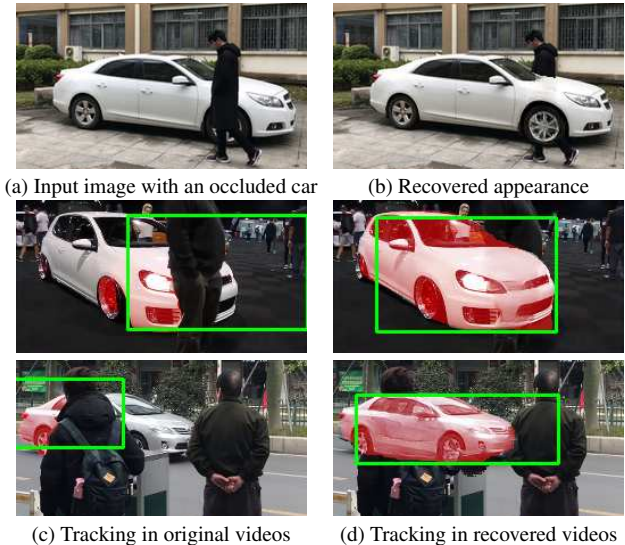 (a) Input image with an occluded car
(b) Recovered appearance
(c) Tracking in original videos
(d) Tracking in recovered videos